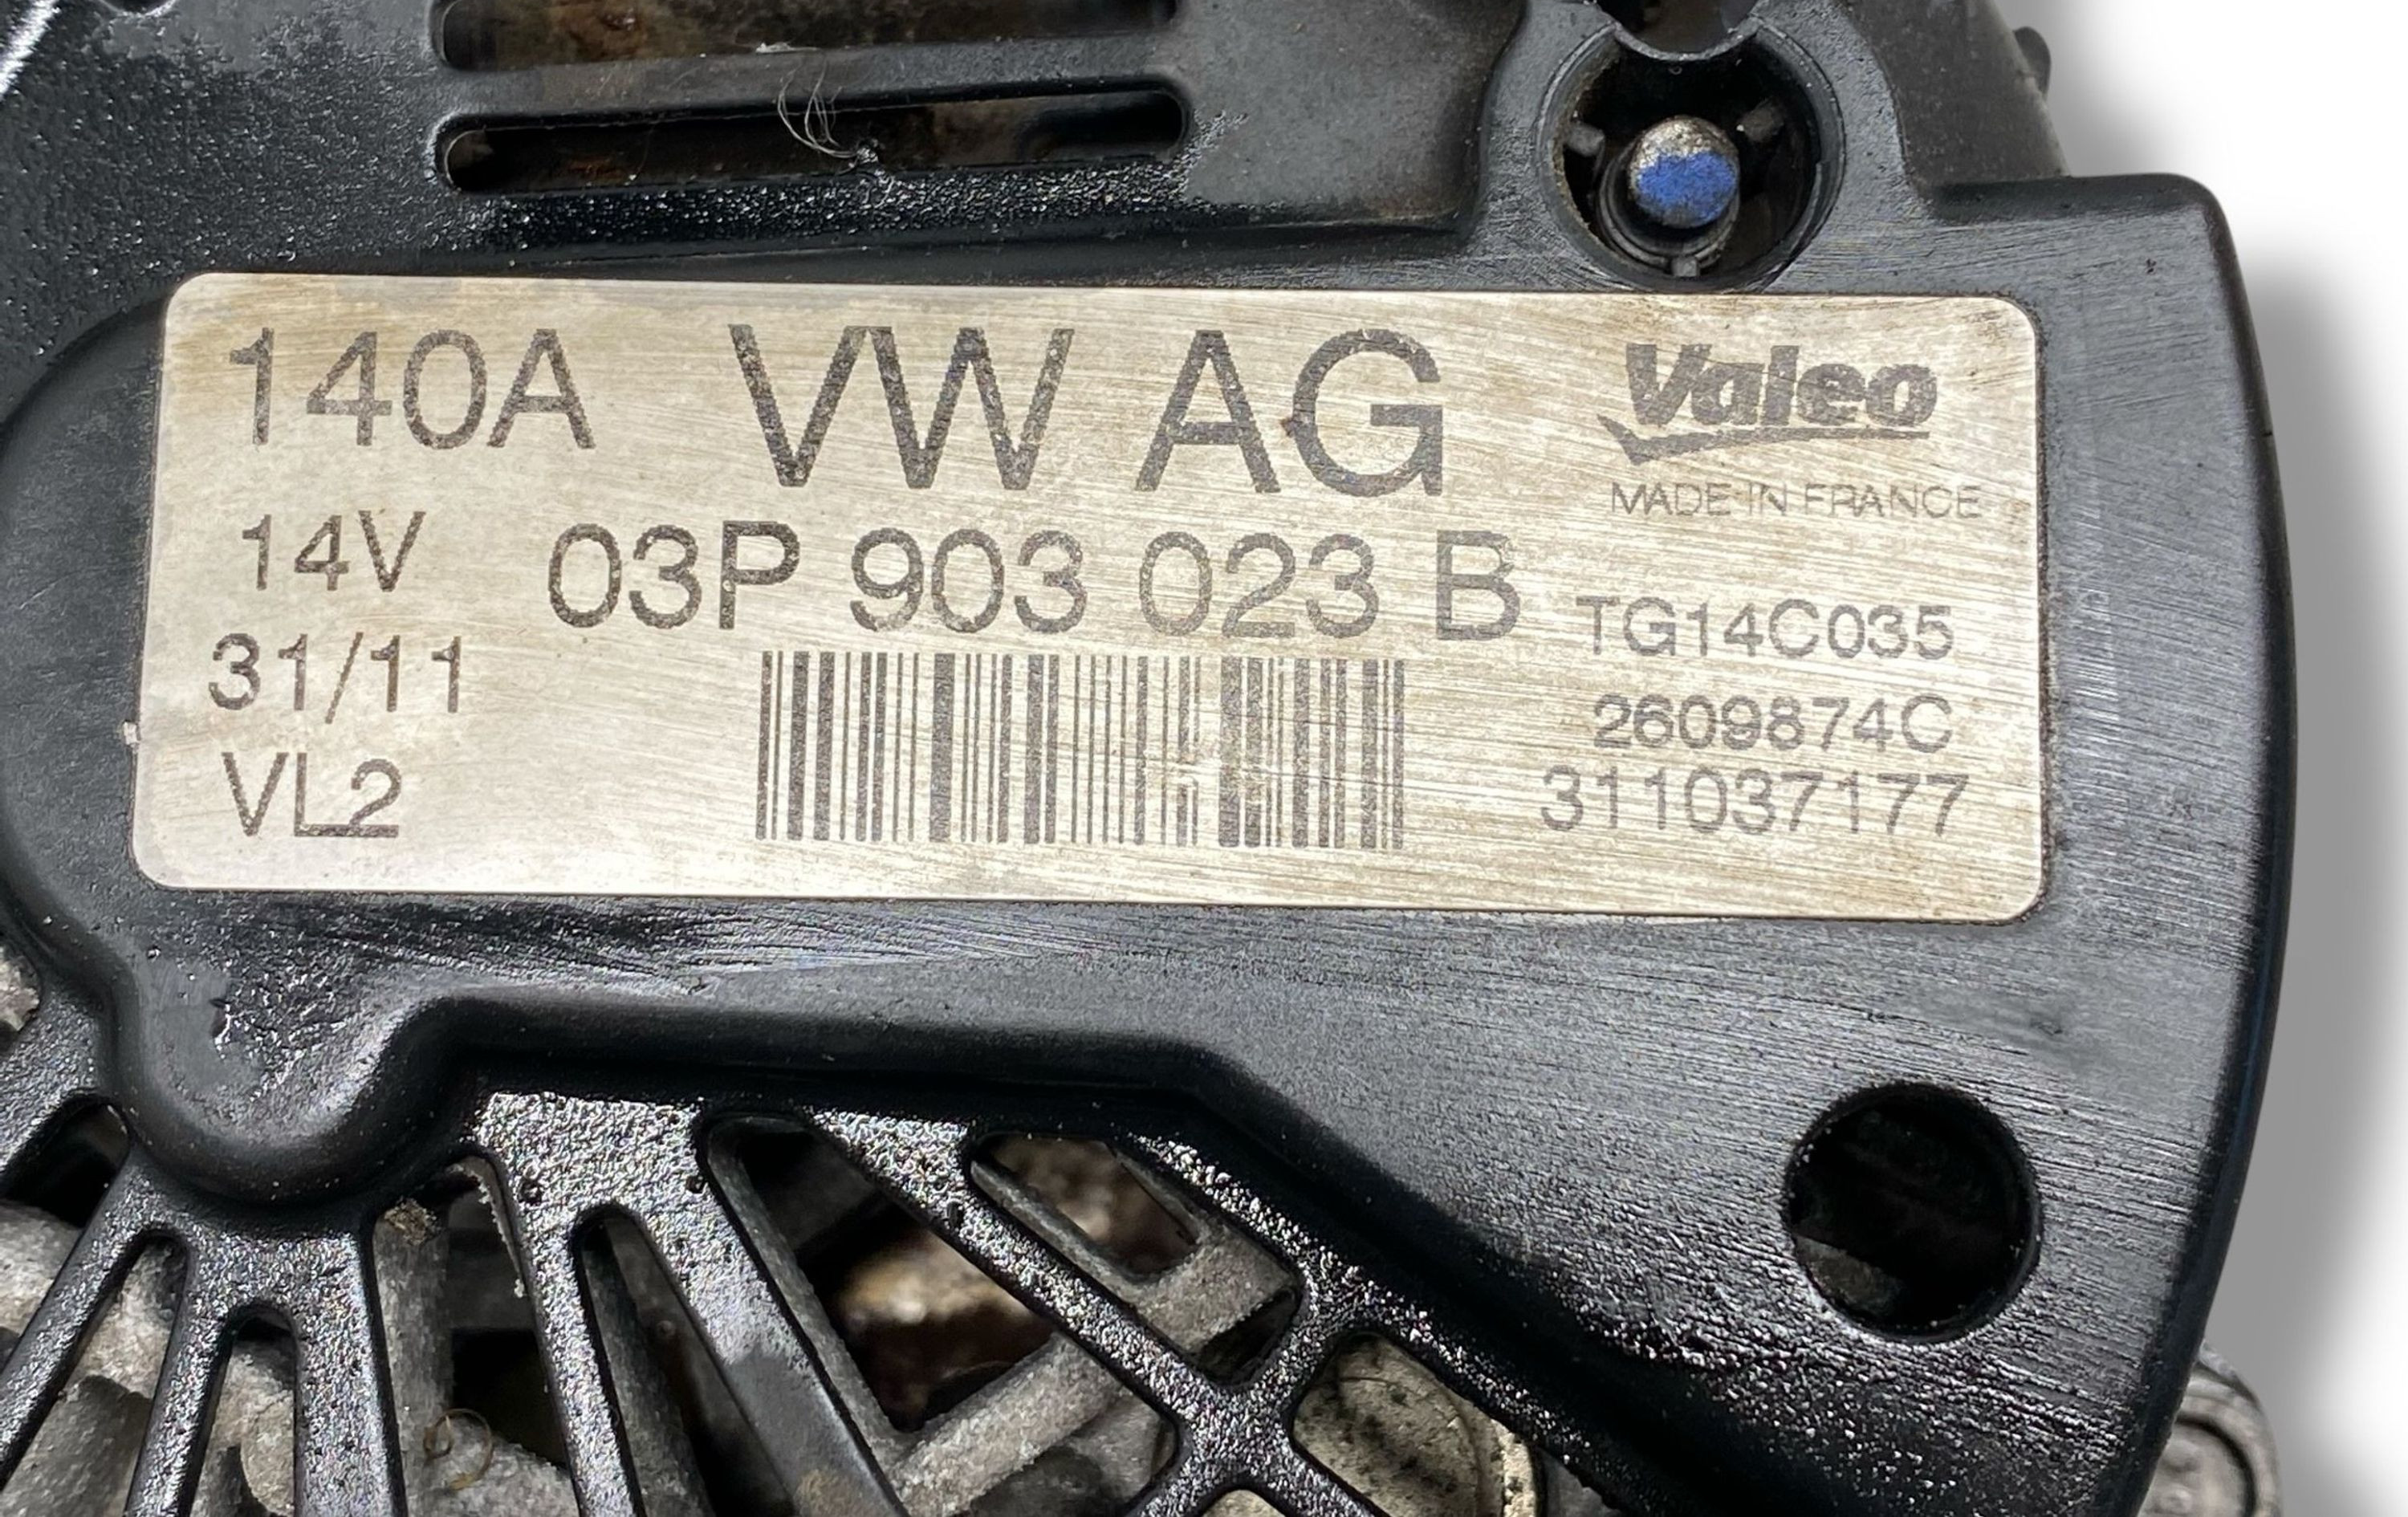 140A VW AG Valeo
MADE IN FRANCE
14V 03P 903 023 B
TG14C035
31/11
2609874C
VL2
311037177